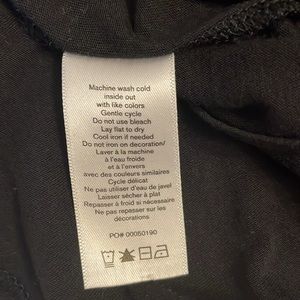 Machine wash cold
inside out
with like colors
Gentle cycle
Do not use bleach
Lay flat to dry
Cool iron if needed
Do not iron on decoration/
Laver à la machine
à l'eau froide
et à l'envers
avec des couleurs similaires
Cycle délicat
Ne pas utiliser d'eau de javel
Laisser sécher à plat
Repasser à froid si nécessaire
Ne pas repasser sur les
décorations
PO# 00050190